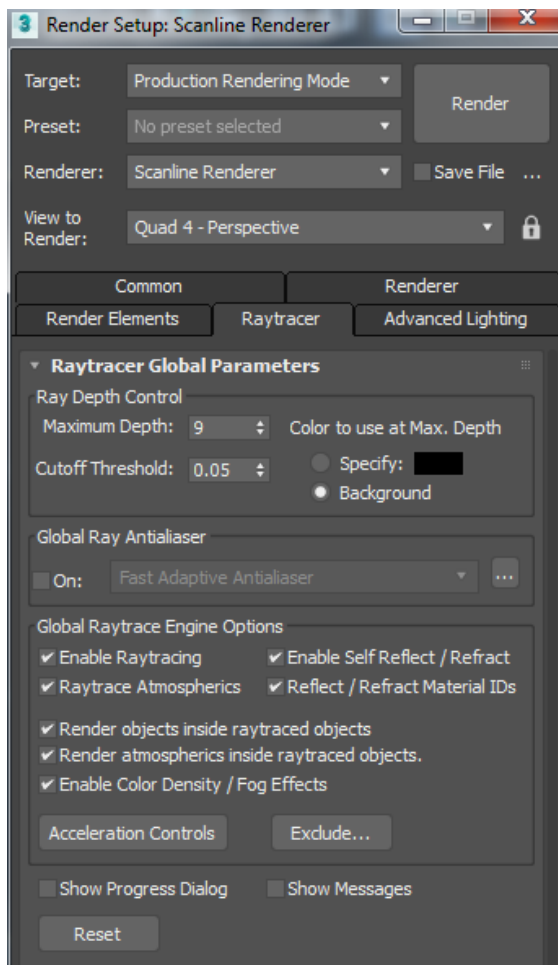 3 Render Setup: Scanline Renderer
Target: Production Rendering Mode
Render
Preset: No preset selected
Renderer: Scanline Renderer
Save File ...
View to Render: Quad 4 - Perspective
Common Renderer
Render Elements Raytracer Advanced Lighting
Raytracer Global Parameters
Ray Depth Control
Maximum Depth: 9 Color to use at Max. Depth
Cutoff Threshold: 0.05 Specify:
Background
Global Ray Antialiaser
On: Fast Adaptive Antialiaser ...
Global Raytrace Engine Options
Enable Raytracing Enable Self Reflect / Refract
Raytrace Atmospherics Reflect / Refract Material IDs
Render objects inside raytraced objects
Render atmospherics inside raytraced objects.
Enable Color Density / Fog Effects
Acceleration Controls Exclude...
Show Progress Dialog Show Messages
Reset